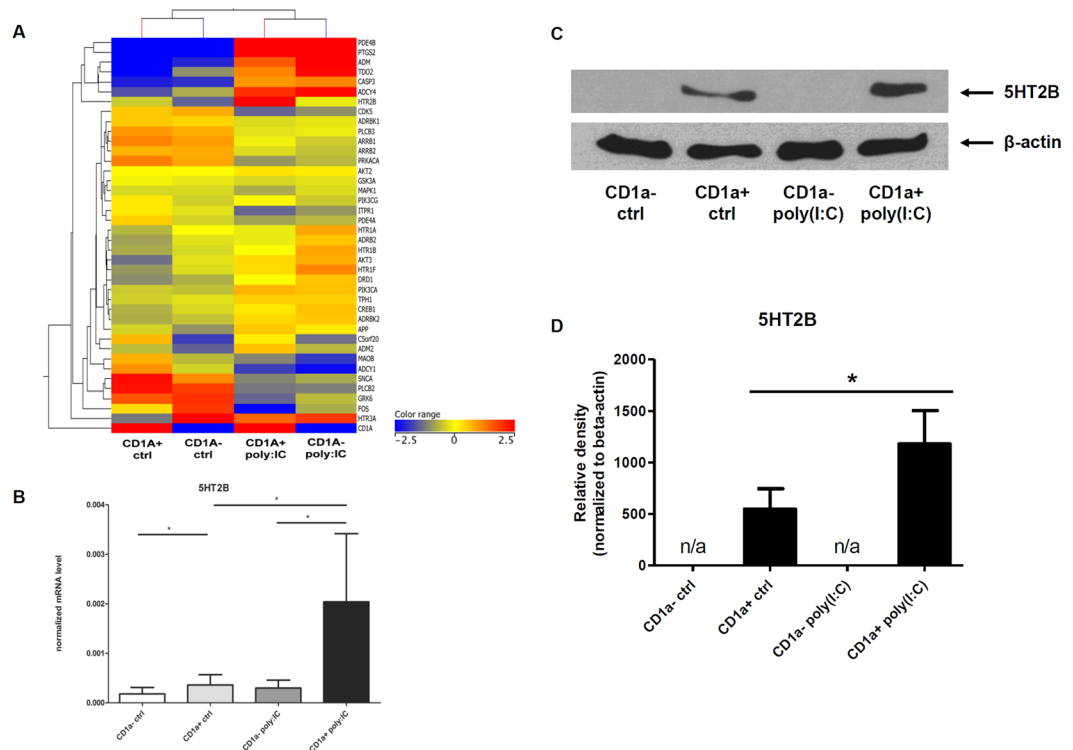 A
PDE4B
PTGS2
ADM
TDO2
CASP3
ADCY4
HTR2B
CDK5
ADRBK1
PLCB3
ARRB1
ARRB2
PRKACA
AKT2
GSK3A
MAPK1
PIK3CG
ITPR1
PDE4A
HTR1A
ADRB2
HTR1B
AKT3
HTR1F
DRD1
PIK3CA
TPH1
CREB1
ADRBK2
APP
C5orf20
ADM2
MAOB
ADCY1
SNCA
PLCB2
GRK6
FOS
HTR3A
CD1A
CD1A+ CD1A- CD1A+ CD1A-
ctrl ctrl poly:IC poly:IC
Color range
−2.5 0 2.5
B
5HT2B
normalized mRNA level
0.004
0.003
0.002
0.001
0.000
* * *
CD1a- ctrl
CD1a+ ctrl
CD1a- poly:IC
CD1a+ poly:IC
C
5HT2B
β-actin
CD1a- CD1a+ CD1a- CD1a+
ctrl ctrl poly(I:C) poly(I:C)
D
5HT2B
Relative density
(normalized to beta-actin)
2000
1500
1000
500
0
*
n/a n/a
CD1a- ctrl
CD1a+ ctrl
CD1a- poly(I:C)
CD1a+ poly(I:C)